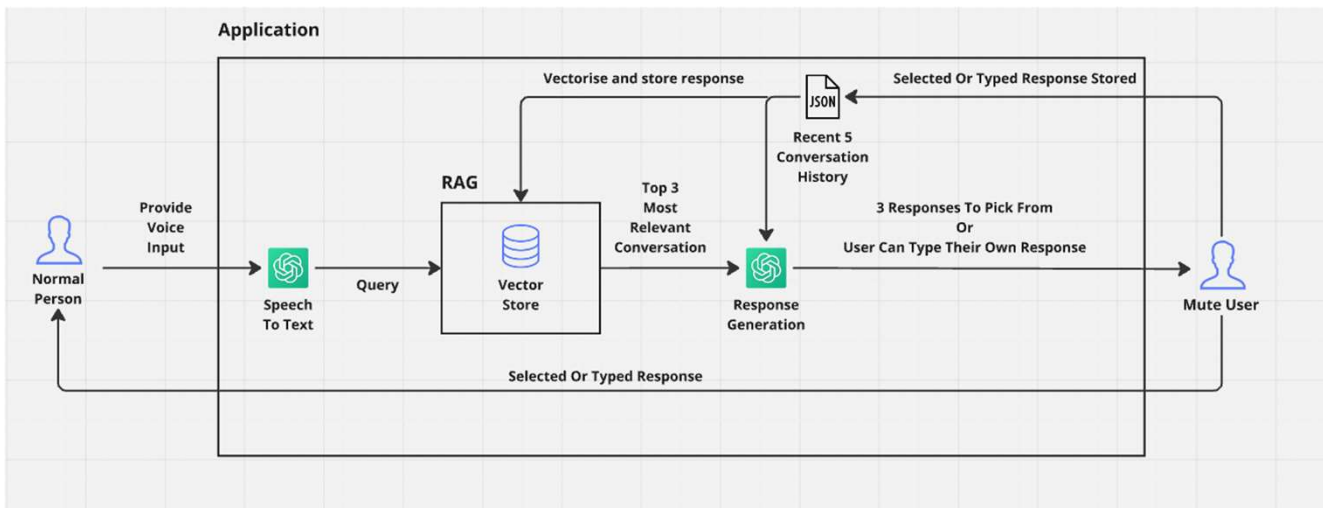 Application
Vectorise and store response
Selected Or Typed Response Stored
JSON
Recent 5
Conversation
History
RAG
Top 3
Most
Relevant
Conversation
Provide
Voice
Input
3 Responses To Pick From
Or
User Can Type Their Own Response
Normal
Person
Speech
To Text
Query
Vector
Store
Response
Generation
Mute User
Selected Or Typed Response